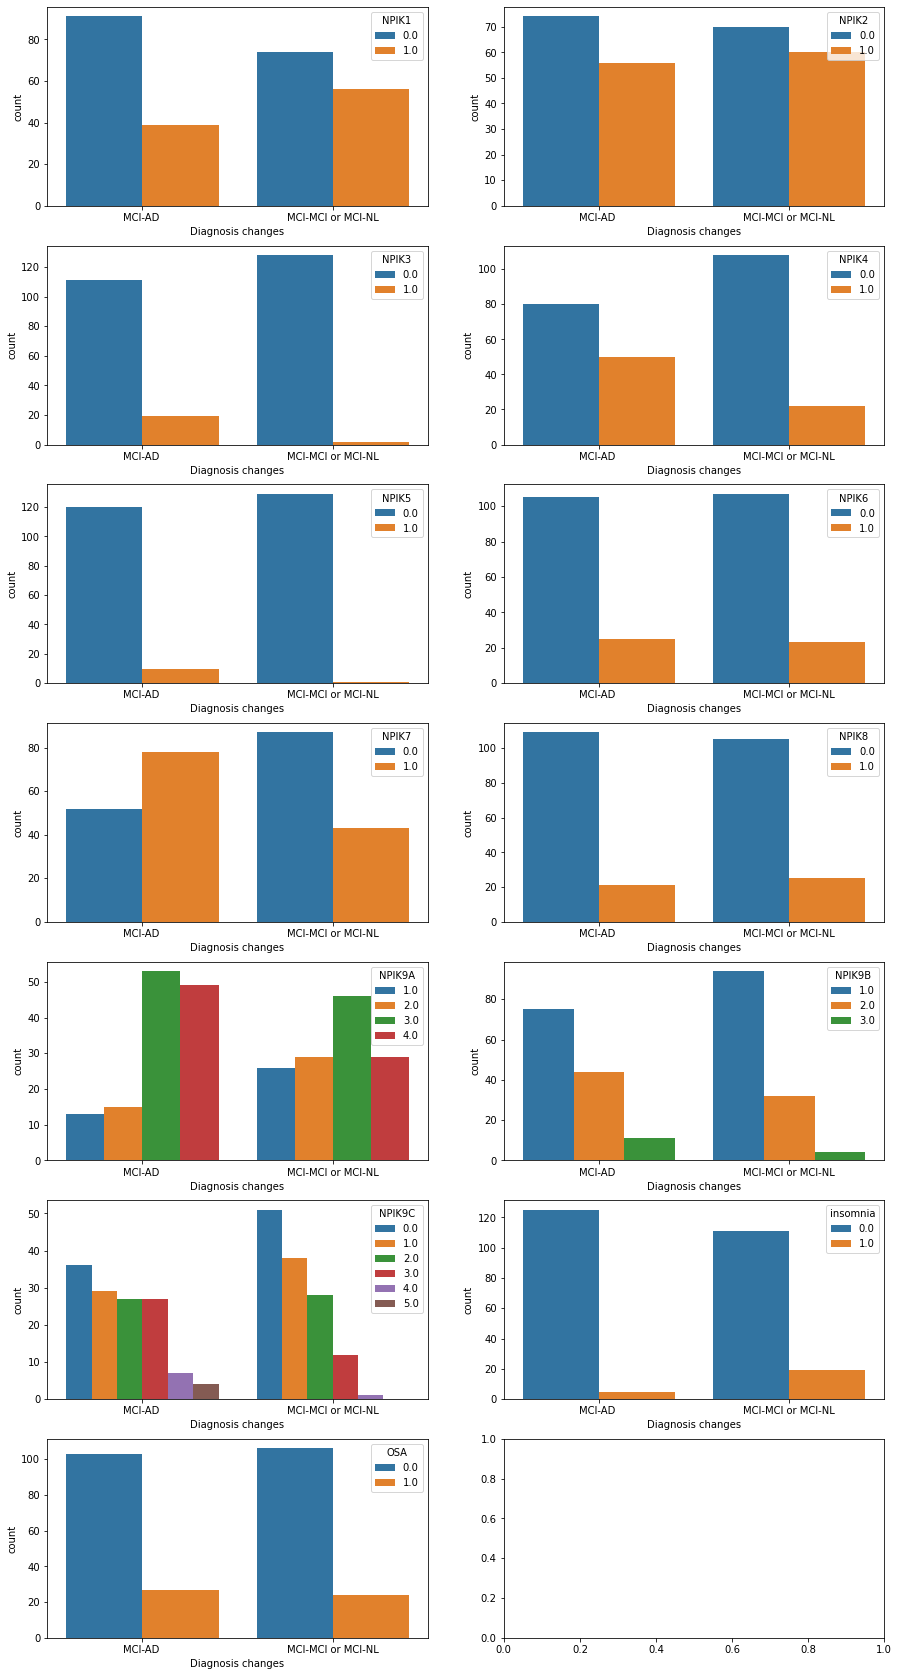 NPIK1
0.0
1.0
80
60
40
20
0
count
MCI-AD
MCI-MCI or MCI-NL
Diagnosis changes
NPIK2
0.0
1.0
70
60
50
40
30
20
10
0
count
MCI-AD
MCI-MCI or MCI-NL
Diagnosis changes
NPIK3
0.0
1.0
120
100
80
60
40
20
0
count
MCI-AD
MCI-MCI or MCI-NL
Diagnosis changes
NPIK4
0.0
1.0
100
80
60
40
20
0
count
MCI-AD
MCI-MCI or MCI-NL
Diagnosis changes
NPIK5
0.0
1.0
120
100
80
60
40
20
0
count
MCI-AD
MCI-MCI or MCI-NL
Diagnosis changes
NPIK6
0.0
1.0
100
80
60
40
20
0
count
MCI-AD
MCI-MCI or MCI-NL
Diagnosis changes
NPIK7
0.0
1.0
80
60
40
20
0
count
MCI-AD
MCI-MCI or MCI-NL
Diagnosis changes
NPIK8
0.0
1.0
100
80
60
40
20
0
count
MCI-AD
MCI-MCI or MCI-NL
Diagnosis changes
NPIK9A
1.0
2.0
3.0
4.0
50
40
30
20
10
0
count
MCI-AD
MCI-MCI or MCI-NL
Diagnosis changes
NPIK9B
1.0
2.0
3.0
80
60
40
20
0
count
MCI-AD
MCI-MCI or MCI-NL
Diagnosis changes
NPIK9C
0.0
1.0
2.0
3.0
4.0
5.0
50
40
30
20
10
0
count
MCI-AD
MCI-MCI or MCI-NL
Diagnosis changes
insomnia
0.0
1.0
120
100
80
60
40
20
0
count
MCI-AD
MCI-MCI or MCI-NL
Diagnosis changes
OSA
0.0
1.0
100
80
60
40
20
0
count
MCI-AD
MCI-MCI or MCI-NL
Diagnosis changes
1.0
0.8
0.6
0.4
0.2
0.0
0.0 0.2 0.4 0.6 0.8 1.0